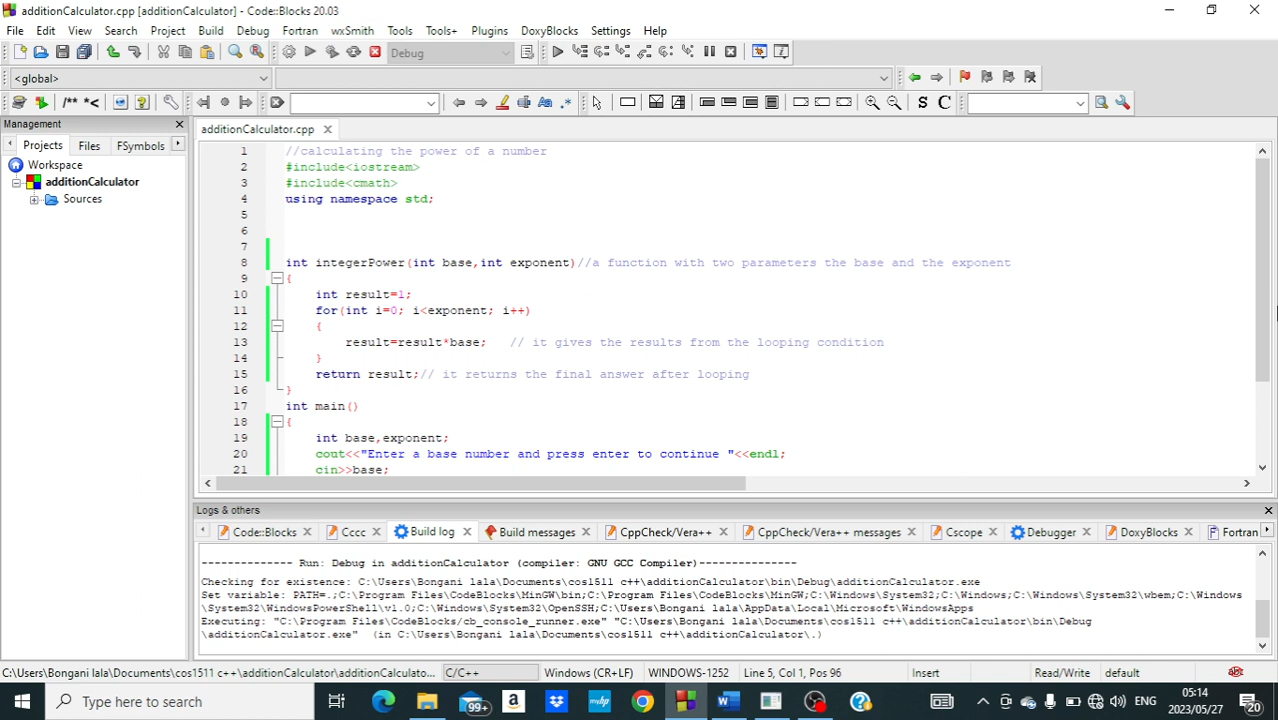 additionCalculator.cpp [additionCalculator] - Code::Blocks 20.03
File Edit View Search Project Build Debug Fortran wxSmith Tools Tools+ Plugins DoxyBlocks Settings Help
Debug
<global>
/** *<
S C
Management
additionCalculator.cpp
Projects Files FSymbols
Workspace
additionCalculator
Sources
1 //calculating the power of a number
2 #include<iostream>
3 #include<cmath>
4 using namespace std;
5
6
7
8 int integerPower(int base,int exponent)//a function with two parameters the base and the exponent
9 {
10 int result=1;
11 for(int i=0; i<exponent; i++)
12 {
13 result=result*base; // it gives the results from the looping condition
14 }
15 return result;// it returns the final answer after looping
16 }
17 int main()
18 {
19 int base,exponent;
20 cout<<"Enter a base number and press enter to continue "<<endl;
21 cin>>base;
Logs & others
Code::Blocks Cccc Build log Build messages CppCheck/Vera++ CppCheck/Vera++ messages Cscope Debugger DoxyBlocks Fortran
-------------- Run: Debug in additionCalculator (compiler: GNU GCC Compiler)---------------
Checking for existence: C:\Users\Bongani lala\Documents\cos1511 c++\additionCalculator\bin\Debug\additionCalculator.exe
Set variable: PATH=.;C:\Program Files\CodeBlocks\MinGW\bin;C:\Program Files\CodeBlocks\MinGW;C:\Windows\System32;C:\Windows;C:\Windows\System32\wbem;C:\Windows
\System32\WindowsPowerShell\v1.0;C:\Windows\System32\OpenSSH;C:\Users\Bongani lala\AppData\Local\Microsoft\WindowsApps
Executing: "C:\Program Files\CodeBlocks/cb_console_runner.exe" "C:\Users\Bongani lala\Documents\cos1511 c++\additionCalculator\bin\Debug
\additionCalculator.exe" (in C:\Users\Bongani lala\Documents\cos1511 c++\additionCalculator\.)
C:\Users\Bongani lala\Documents\cos1511 c++\additionCalculator\additionCalculato... C/C++ Windows (CR+LF) WINDOWS-1252 Line 5, Col 1, Pos 96 Insert Read/Write default
Type here to search
99+
ENG
05:14
2023/05/27
20